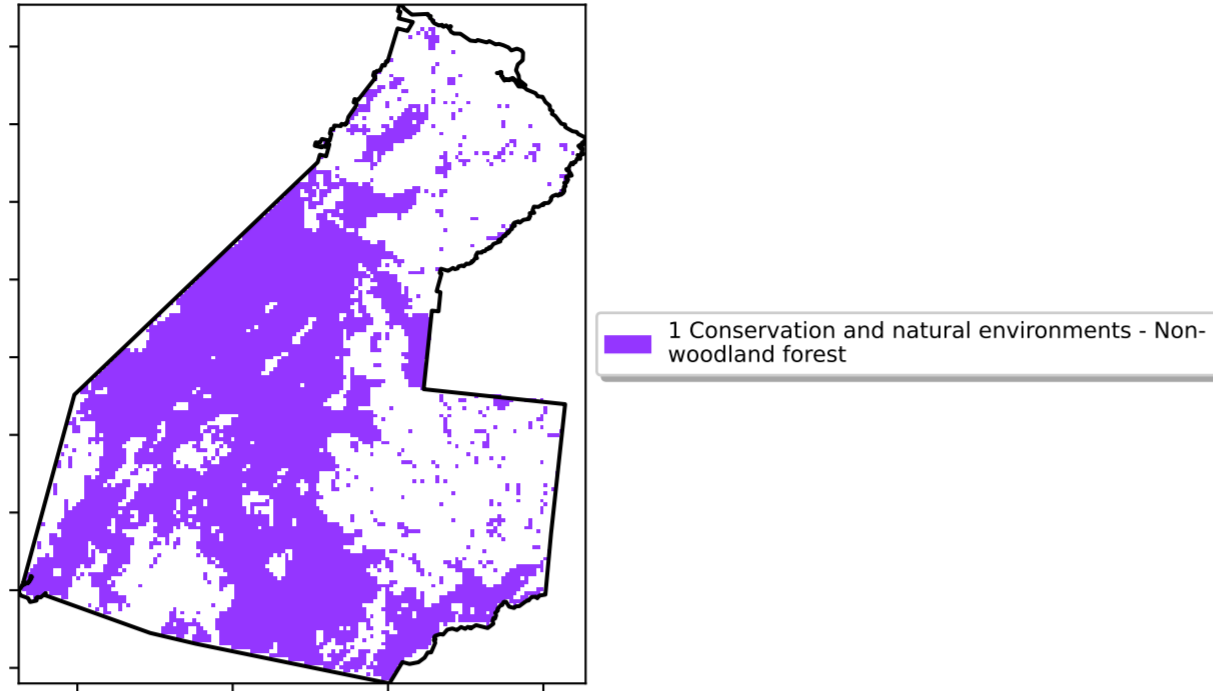 1 Conservation and natural environments - Non-
woodland forest